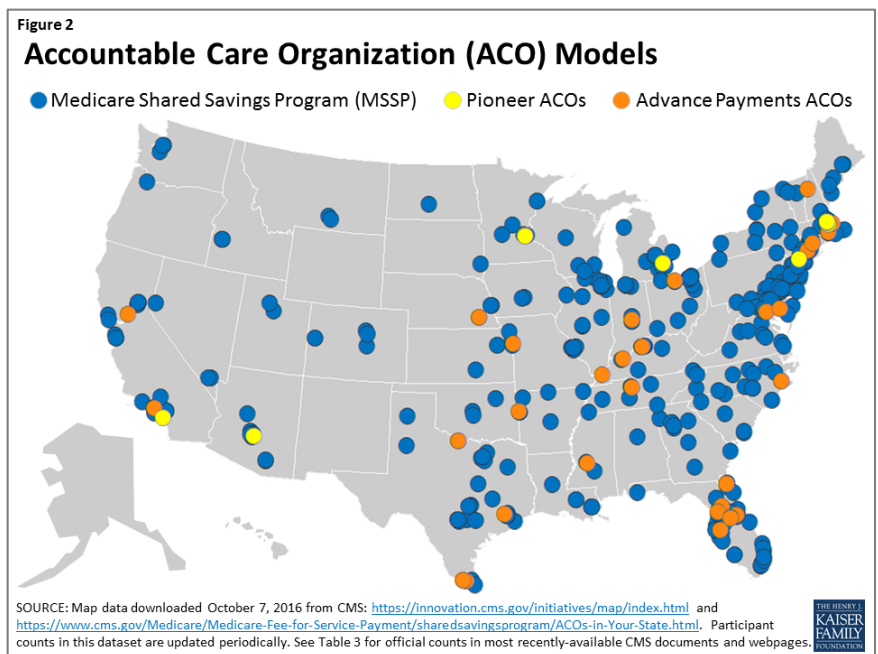 Figure 2
Accountable Care Organization (ACO) Models
Medicare Shared Savings Program (MSSP) Pioneer ACOs Advance Payments ACOs
SOURCE: Map data downloaded October 7, 2016 from CMS: https://innovation.cms.gov/initiatives/map/index.html and
https://www.cms.gov/Medicare/Medicare-Fee-for-Service-Payment/sharedsavingsprogram/ACOs-in-Your-State.html. Participant
counts in this dataset are updated periodically. See Table 3 for official counts in most recently-available CMS documents and webpages.
THE HENRY J.
KAISER
FAMILY
FOUNDATION